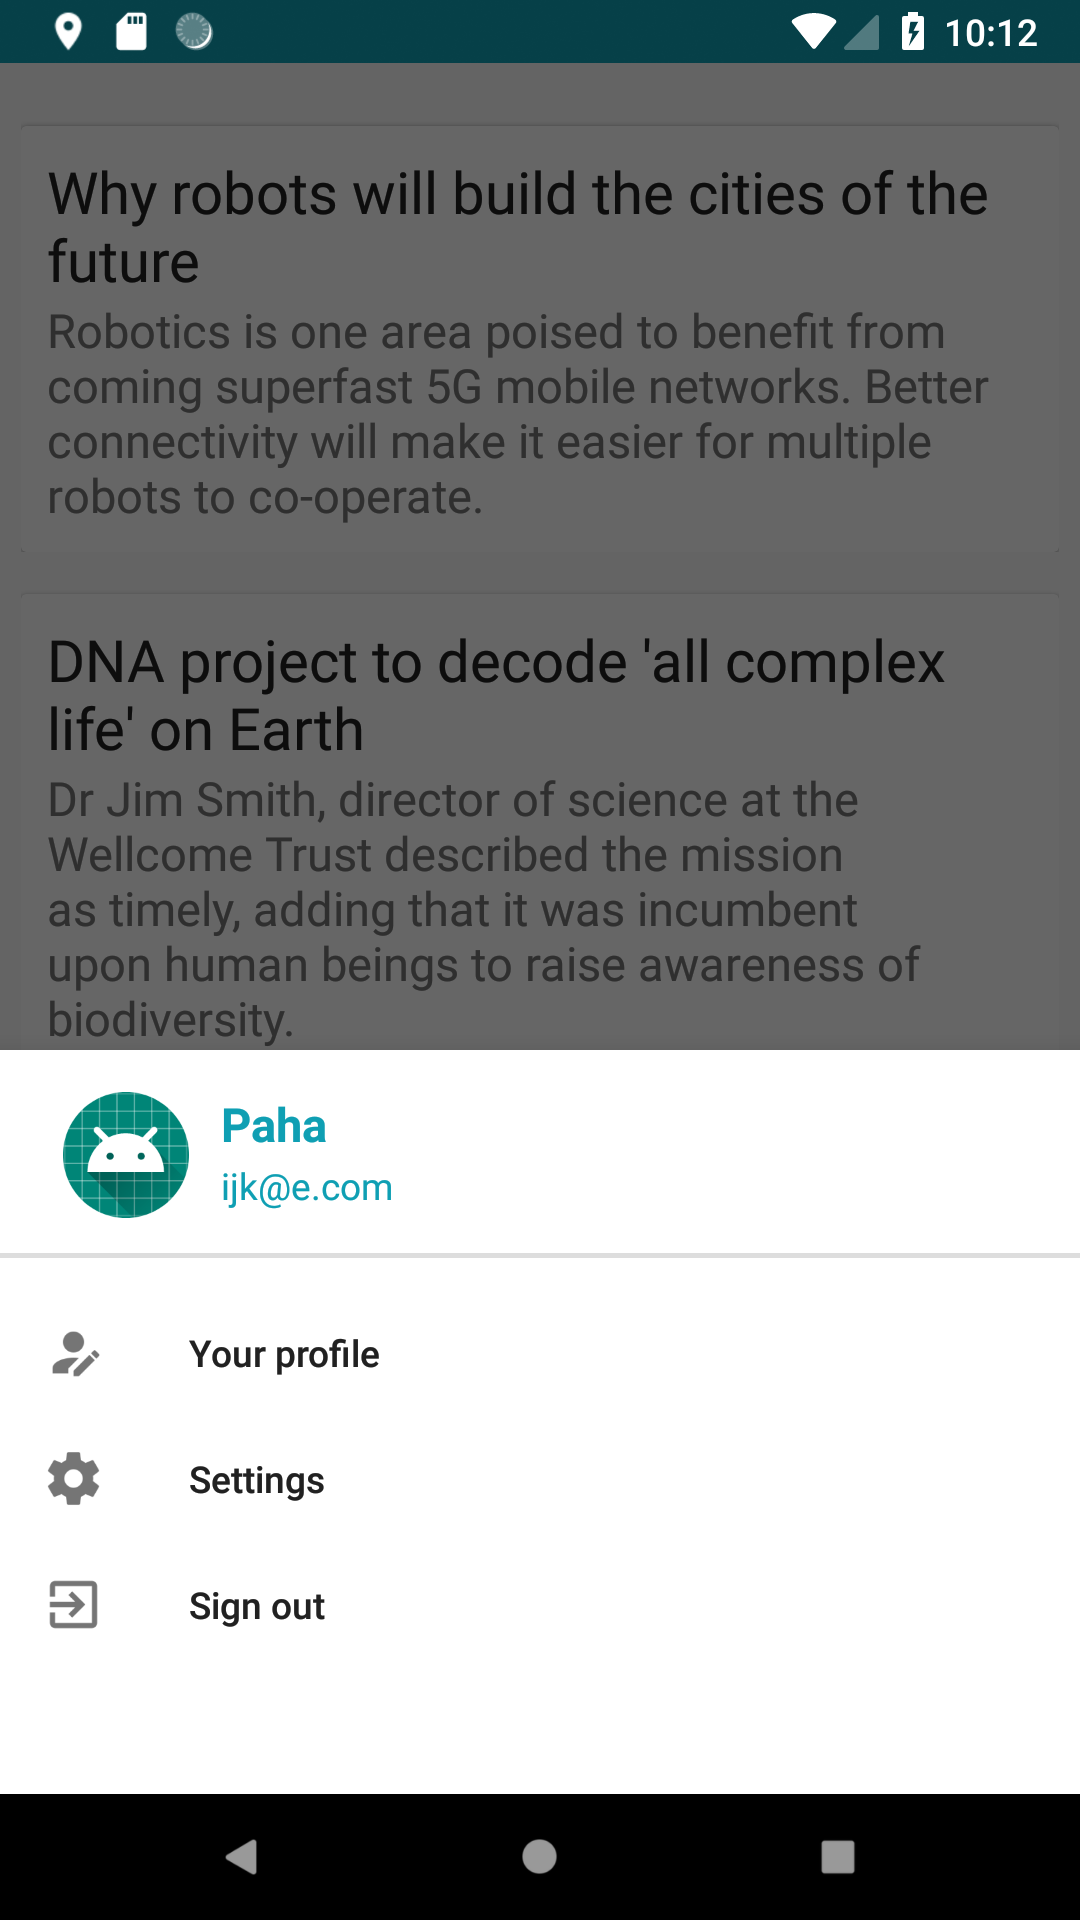 10:12
Why robots will build the cities of the
future
Robotics is one area poised to benefit from
coming superfast 5G mobile networks. Better
connectivity will make it easier for multiple
robots to co-operate.
DNA project to decode 'all complex
life' on Earth
Dr Jim Smith, director of science at the
Wellcome Trust described the mission
as timely, adding that it was incumbent
upon human beings to raise awareness of
biodiversity.
Paha
ijk@e.com
Your profile
Settings
Sign out